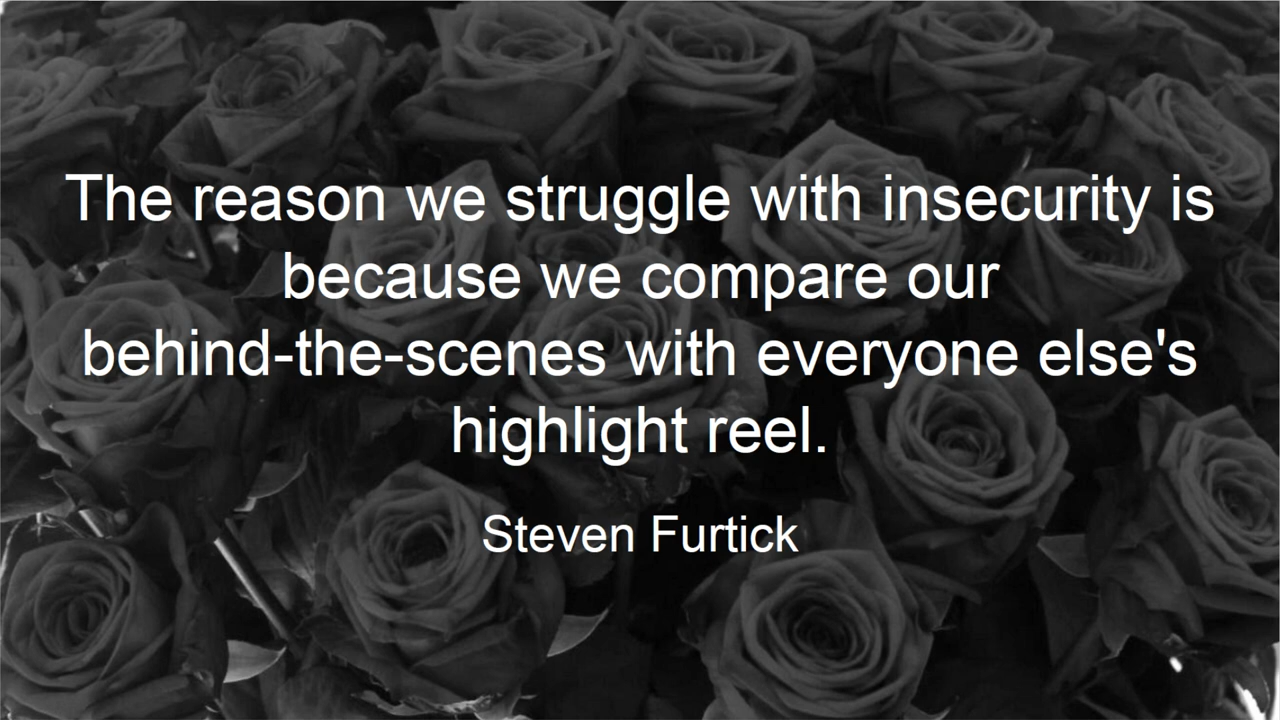 The reason we struggle with insecurity is
because we compare our
behind-the-scenes with everyone else's
highlight reel.
Steven Furtick